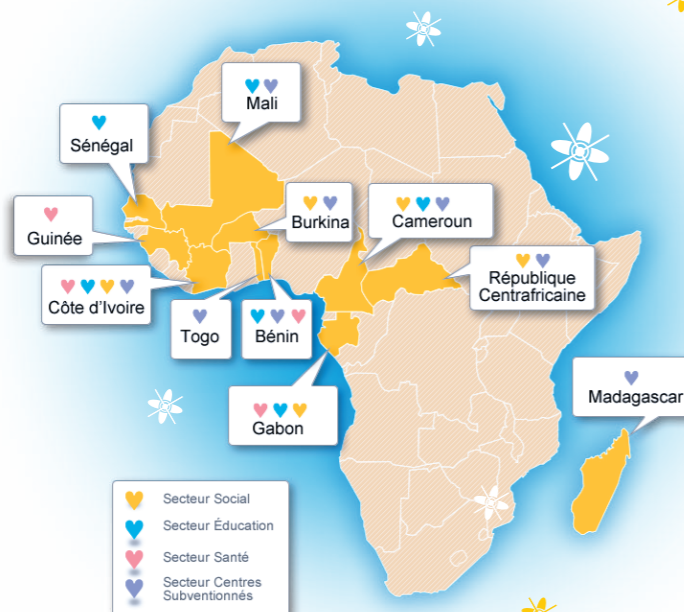 Mali
Sénégal
Burkina
Cameroun
Guinée
République
Centrafricaine
Côte d'Ivoire
Togo
Bénin
Madagascar
Gabon
Secteur Social
Secteur Éducation
Secteur Santé
Secteur Centres
Subventionnés